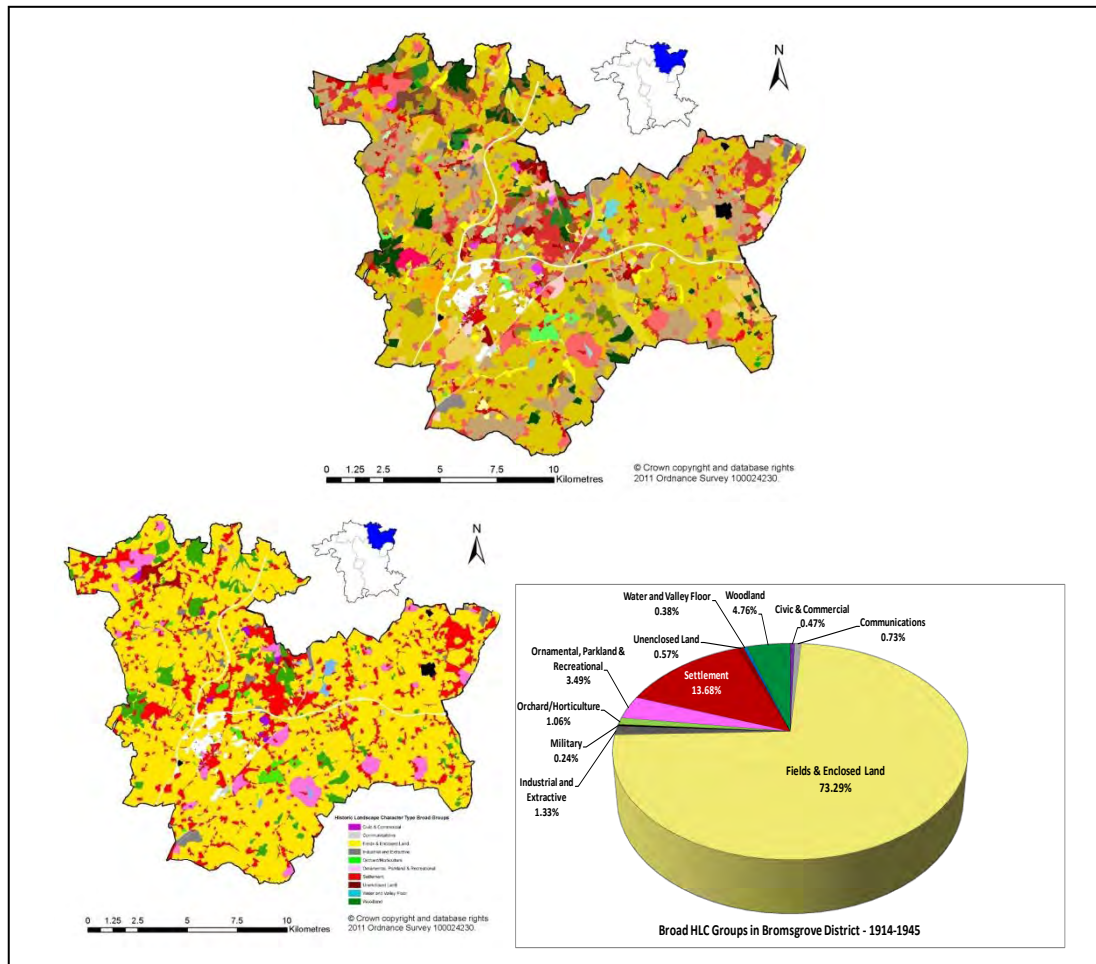 N
0 1.25 2.5 5 7.5 10
Kilometres
© Crown copyright and database rights
2011 Ordnance Survey 100024230.
N
Historic Landscape Character Type Broad Groups
Civic & Commercial
Communications
Fields & Enclosed Land
Industrial and Extractive
Orchard/Horticulture
Ornamental, Parkland & Recreational
Settlement
Unenclosed Land
Water and Valley Floor
Woodland
0 1.25 2.5 5 7.5 10
Kilometres
© Crown copyright and database rights
2011 Ordnance Survey 100024230.
Water and Valley Floor
0.38%
Woodland
4.76%
Civic & Commercial
0.47%
Communications
0.73%
Unenclosed Land
0.57%
Ornamental, Parkland &
Recreational
3.49%
Settlement
13.68%
Orchard/Horticulture
1.06%
Military
0.24%
Industrial and
Extractive
1.33%
Fields & Enclosed Land
73.29%
Broad HLC Groups in Bromsgrove District - 1914-1945